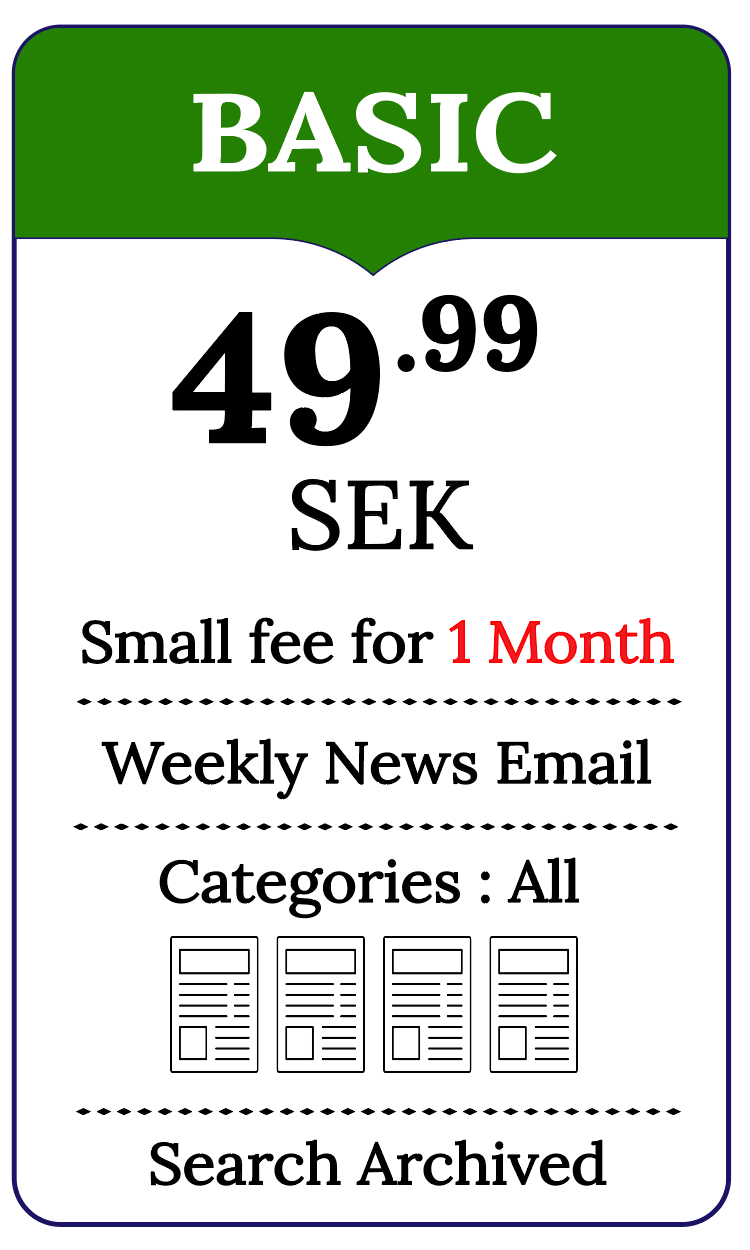 BASIC
49.99
SEK
Small fee for 1 Month
Weekly News Email
Categories : All
Search Archived